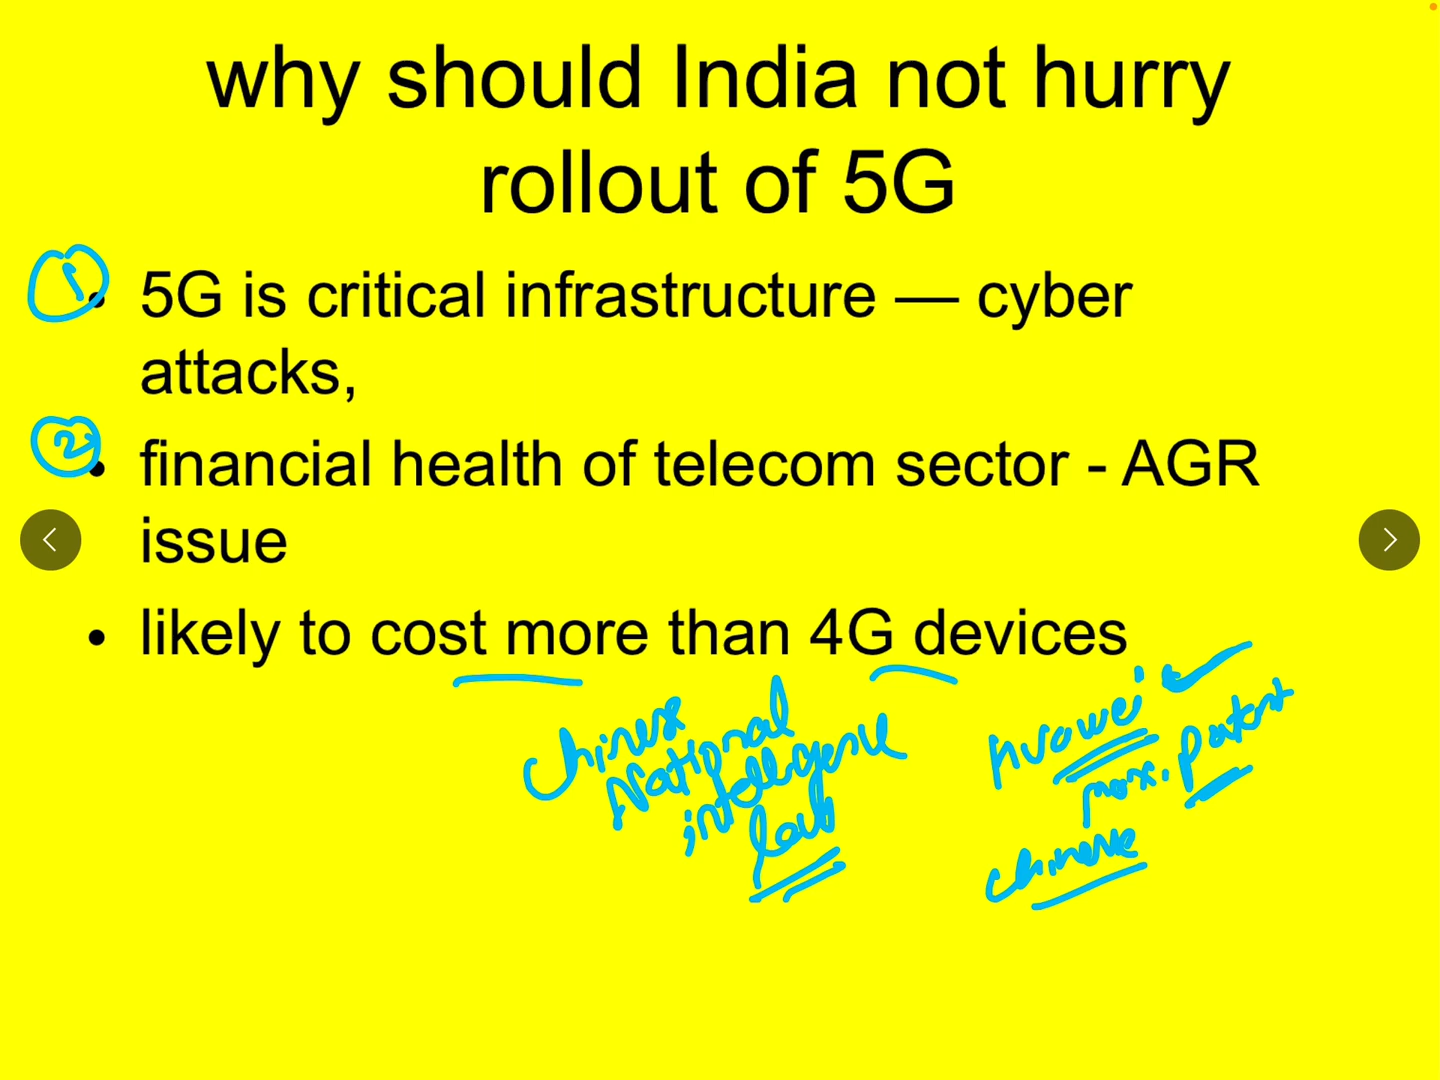 why should India not hurry
rollout of 5G
1
• 5G is critical infrastructure — cyber
attacks,
2
• financial health of telecom sector - AGR
issue
• likely to cost more than 4G devices
Chinese
National
intelligence
law
Huawei
max. patent
chinese